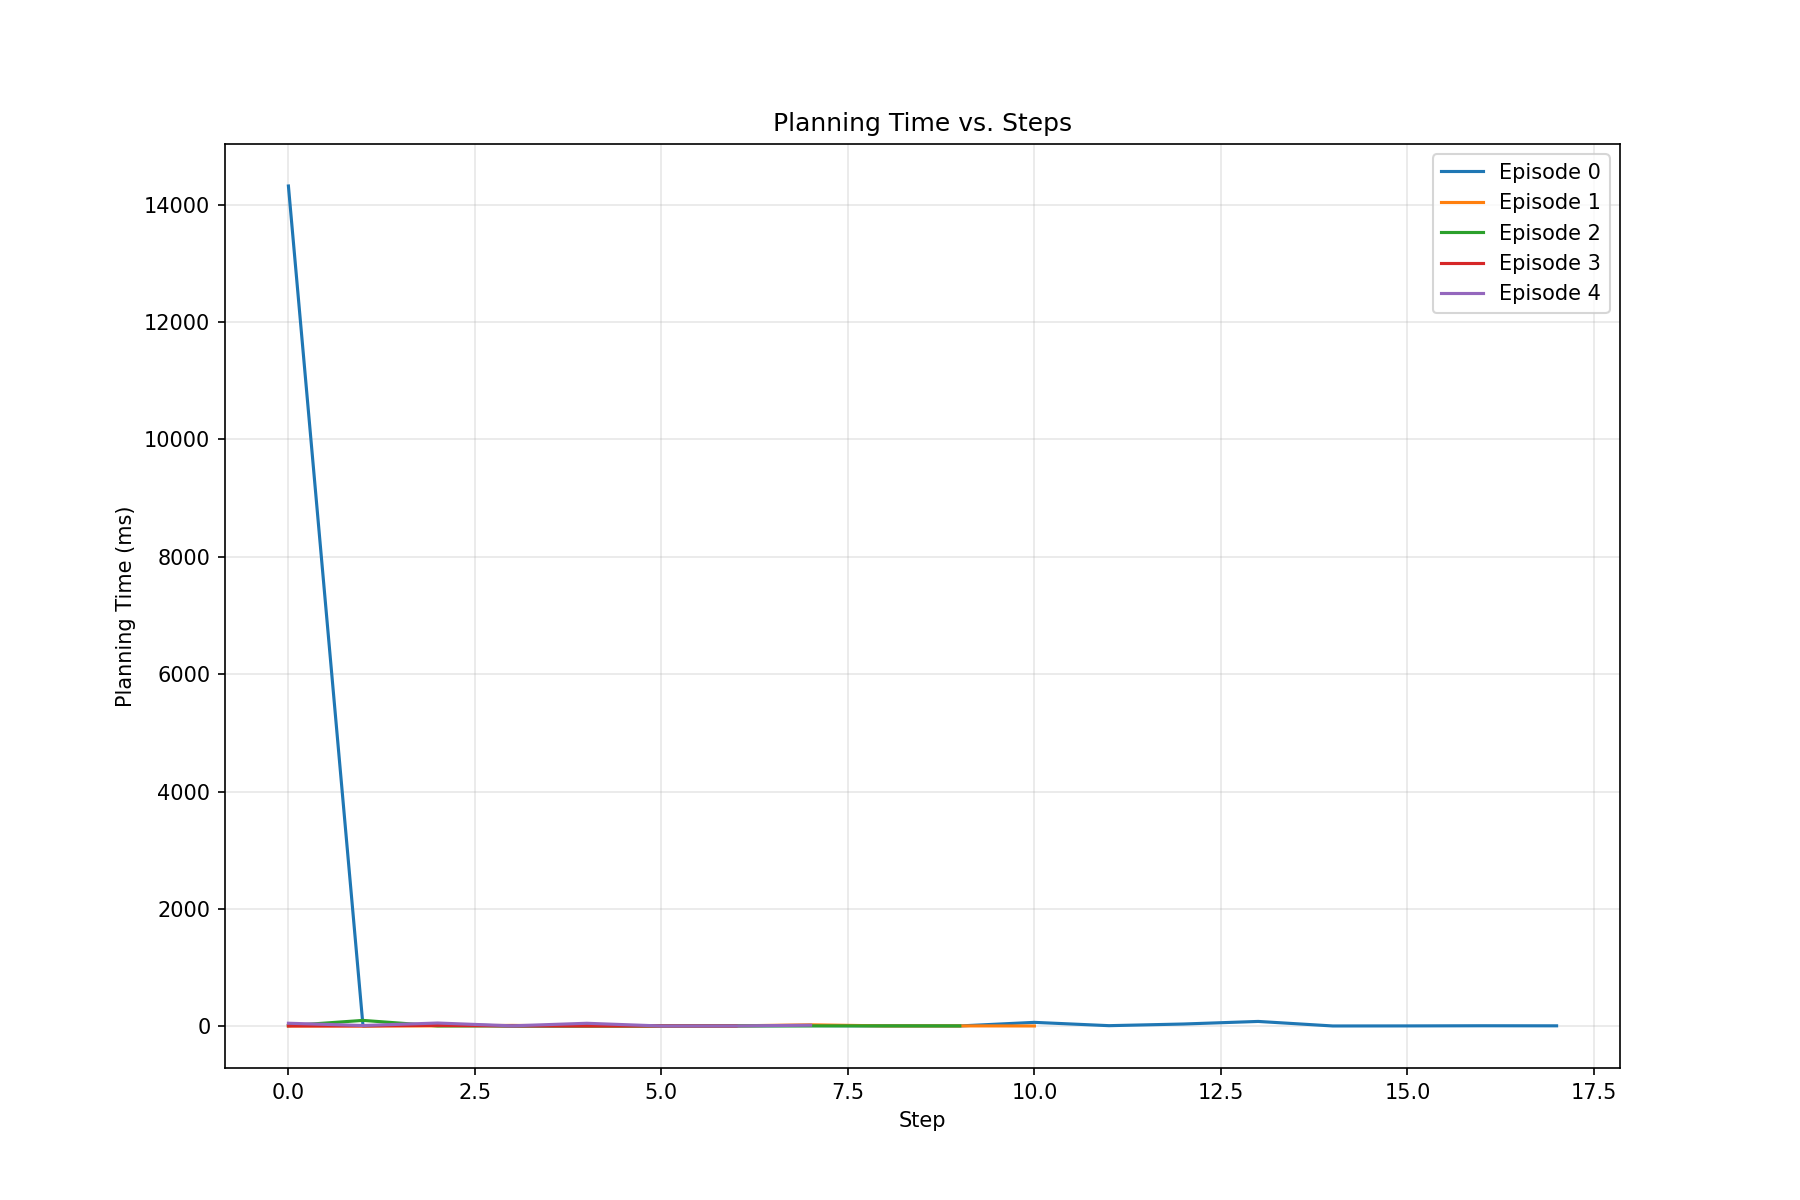 Planning Time vs. Steps
Episode 0
Episode 1
Episode 2
Episode 3
Episode 4
Planning Time (ms)
14000
12000
10000
8000
6000
4000
2000
0
0.0 2.5 5.0 7.5 10.0 12.5 15.0 17.5
Step